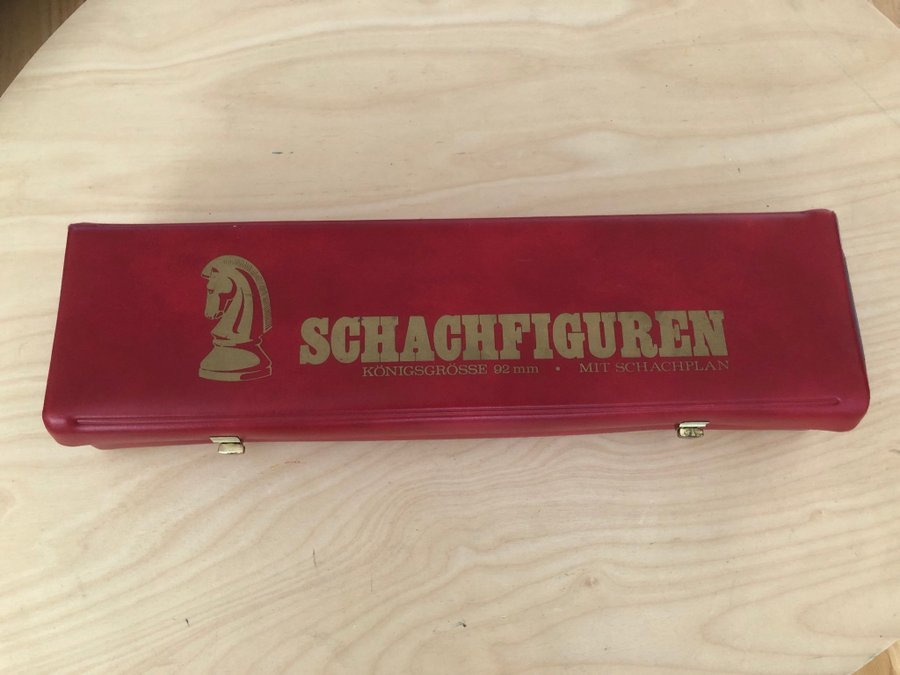 SCHACHFIGUREN
KÖNIGSGRÖSSE 92 mm • MIT SCHACHPLAN